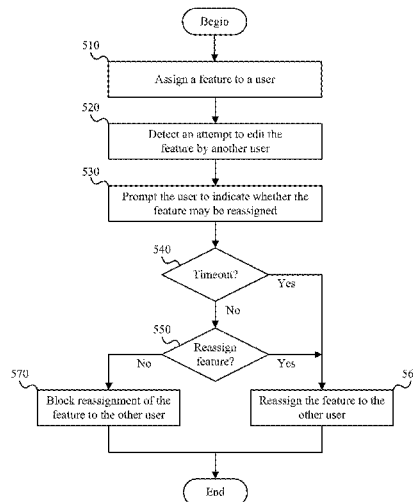 Begin
510
Assign a feature to a user
520
Detect an attempt to edit the
feature by another user
530
Prompt the user to indicate whether the
feature may be reassigned
540
Timeout?
Yes
No
550
Reassign
feature?
No
Yes
570
56
Block reassignment of the
feature to the other user
Reassign the feature to the
other user
End